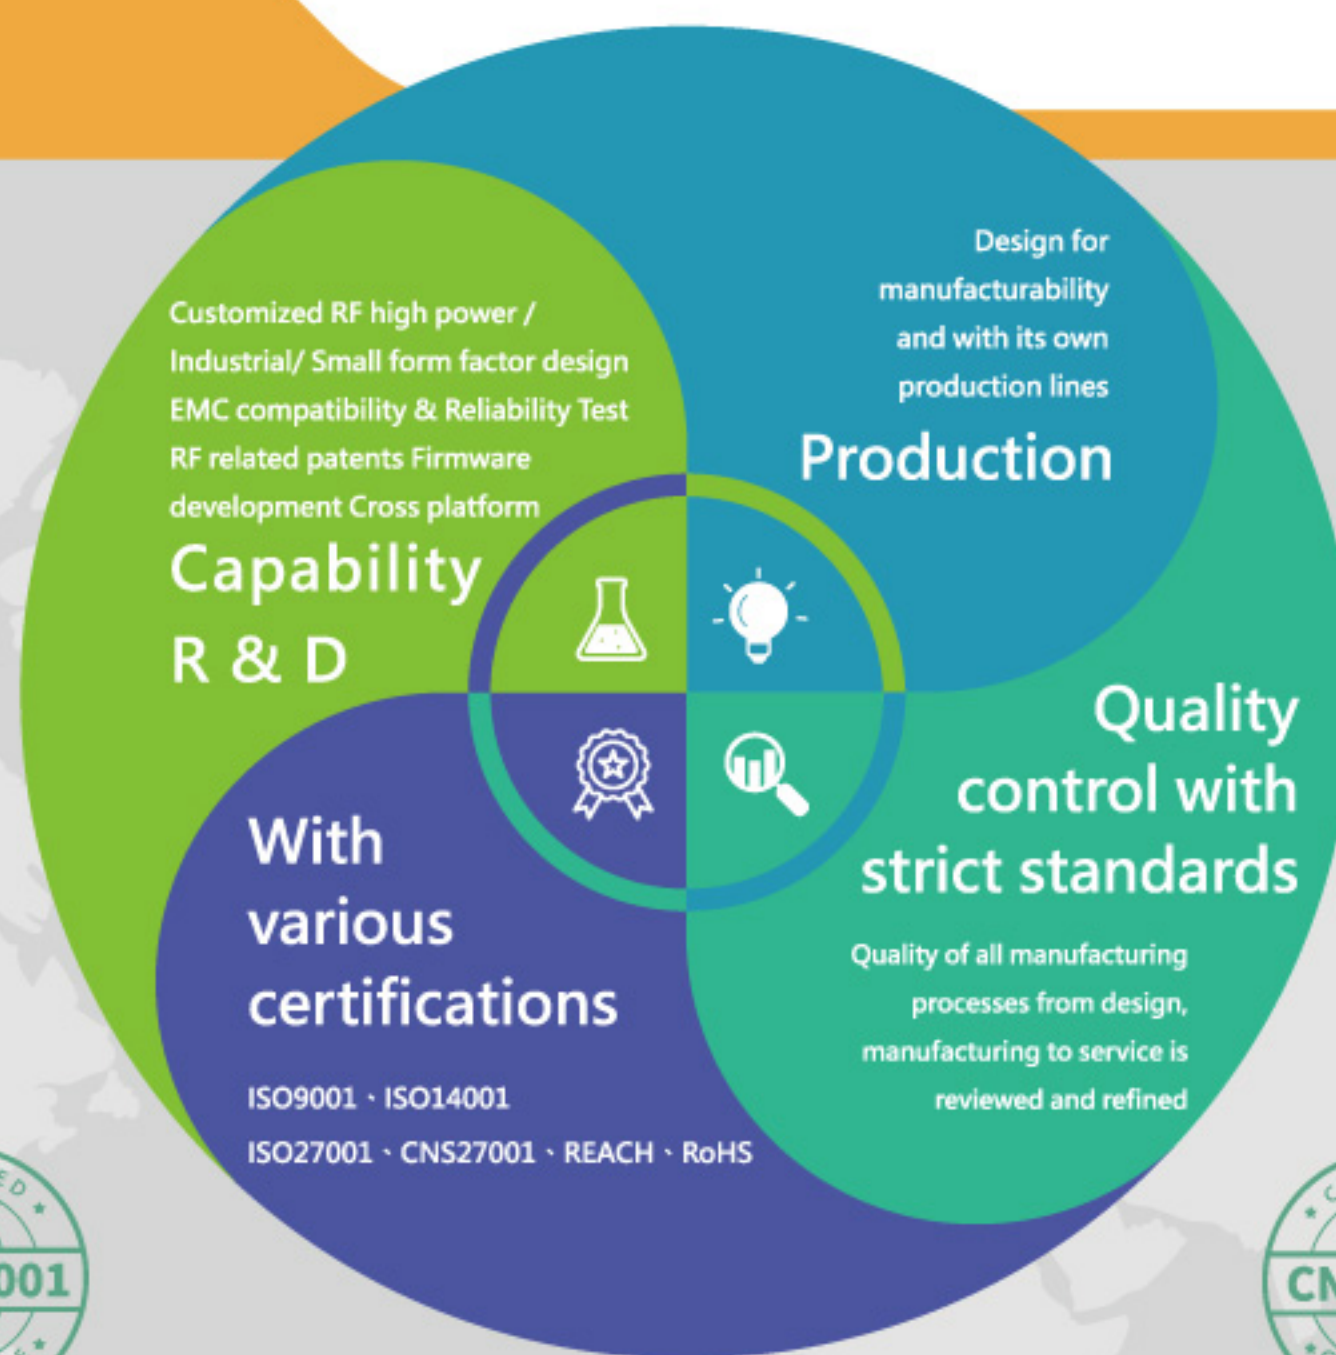 Customized RF high power /
Industrial/ Small form factor design
EMC compatibility & Reliability Test
RF related patents Firmware
development Cross platform
Capability
R & D
Design for
manufacturability
and with its own
production lines
Production
Quality
control with
strict standards
Quality of all manufacturing
processes from design,
manufacturing to service is
reviewed and refined
With
various
certifications
ISO9001、ISO14001
ISO27001、CNS27001、REACH、RoHS
001
CN